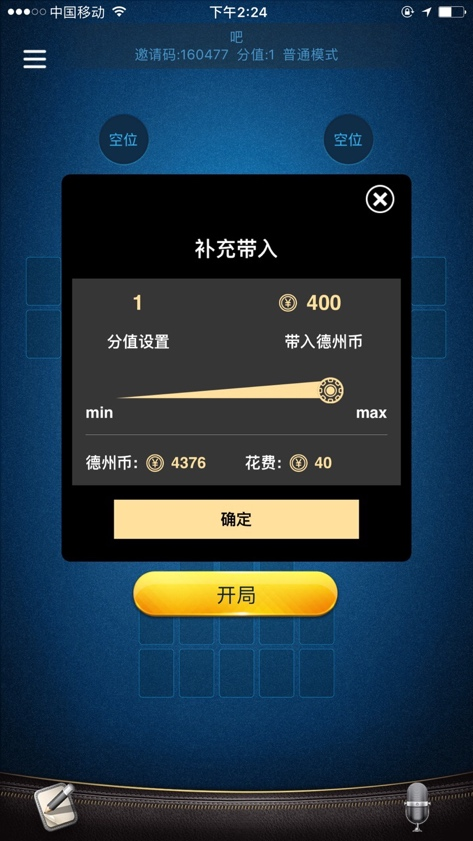 中国移动 下午2:24
吧
邀请码:160477 分值:1 普通模式
空位 空位
补充带入
1 400
分值设置 带入德州币
min max
德州币: 4376 花费: 40
确定
开局